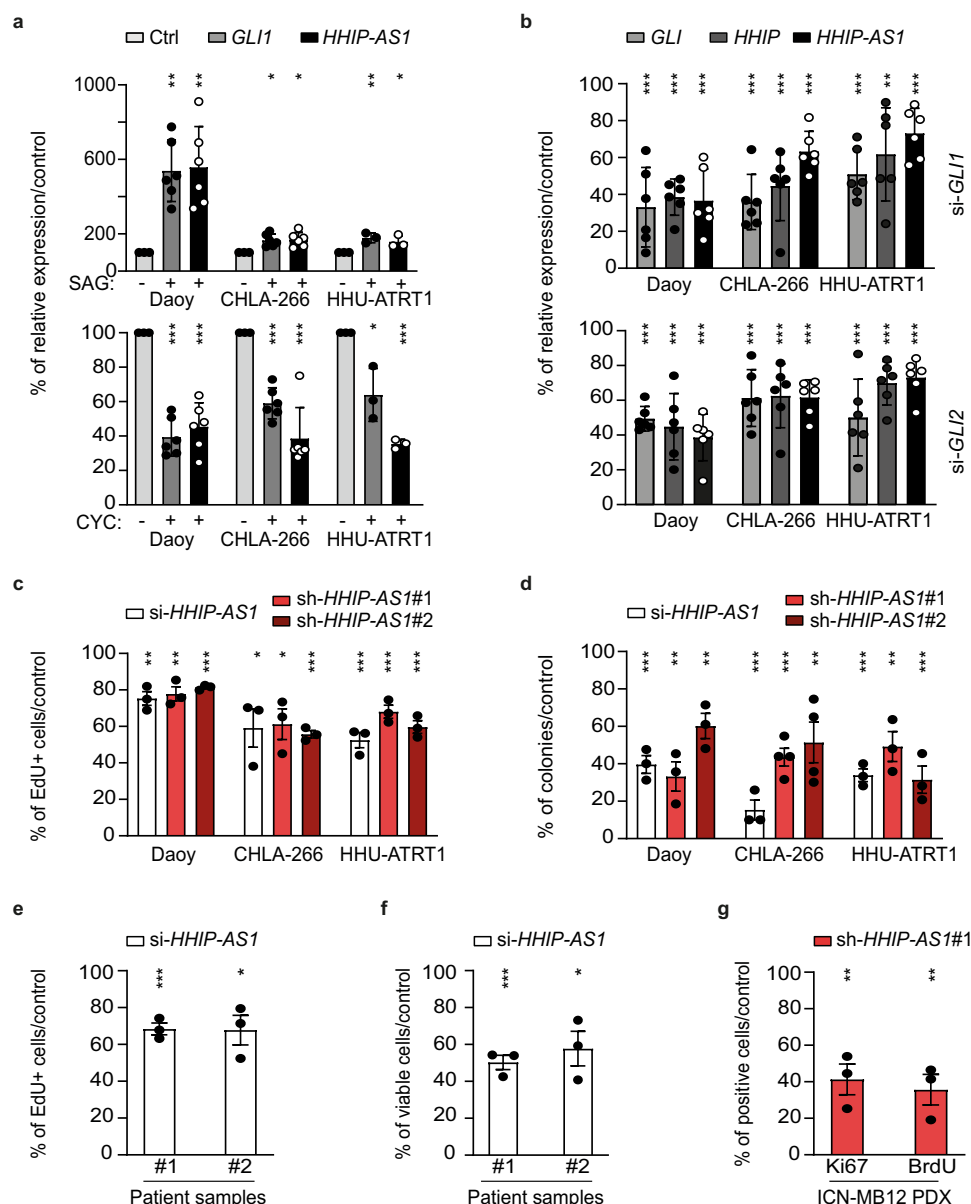 a
Ctrl GLI1 HHIP-AS1
% of relative expression/control
** ** * * ** *
1000
600
200
100
0
SAG: - + + - + + - + +
Daoy CHLA-266 HHU-ATRT1
*** *** *** *** * ***
100
80
60
40
20
0
CYC: - + + - + + - + +
Daoy CHLA-266 HHU-ATRT1
b
GLI HHIP HHIP-AS1
% of relative expression/control
*** *** *** *** *** *** *** ** ***
100
80
60
40
20
0
Daoy CHLA-266 HHU-ATRT1
si-GLI1
*** *** *** *** *** *** *** *** ***
100
80
60
40
20
0
Daoy CHLA-266 HHU-ATRT1
si-GLI2
c
si-HHIP-AS1 sh-HHIP-AS1#1
sh-HHIP-AS1#2
% of EdU+ cells/control
** ** *** * * *** *** *** ***
100
80
60
40
20
0
Daoy CHLA-266 HHU-ATRT1
d
si-HHIP-AS1 sh-HHIP-AS1#1
sh-HHIP-AS1#2
% of colonies/control
*** ** ** *** *** ** *** ** ***
100
80
60
40
20
0
Daoy CHLA-266 HHU-ATRT1
e
si-HHIP-AS1
% of EdU+ cells/control
*** *
100
80
60
40
20
0
#1 #2
Patient samples
f
si-HHIP-AS1
% of viable cells/control
*** *
100
80
60
40
20
0
#1 #2
Patient samples
g
sh-HHIP-AS1#1
% of positive cells/control
** **
100
80
60
40
20
0
Ki67 BrdU
ICN-MB12 PDX